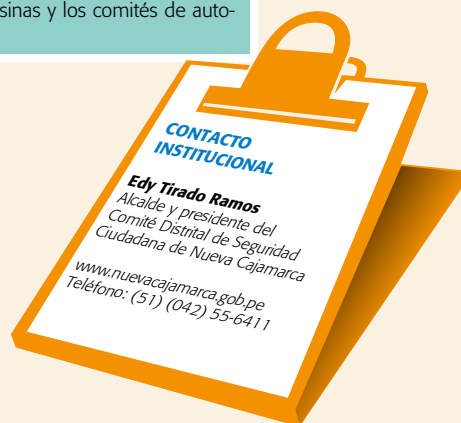 sinas y los comités de auto-
CONTACTO
INSTITUCIONAL
Edy Tirado Ramos
Alcalde y presidente del
Comité Distrital de Seguridad
Ciudadana de Nueva Cajamarca
www.nuevacajamarca.gob.pe
Teléfono: (51) (042) 55-6411